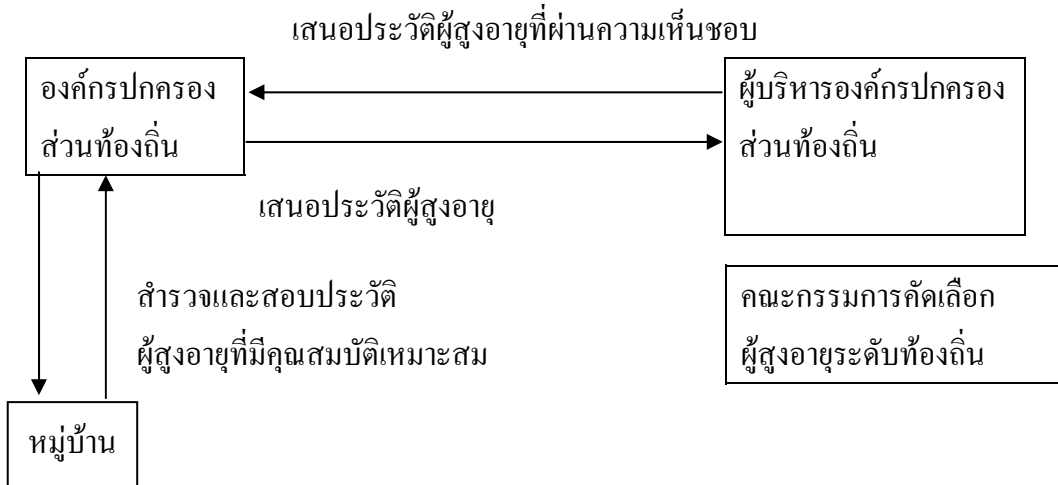 เสนอประวัติผู้สูงอายุที่ผ่านความเห็นชอบ
องค์กรปกครอง
ส่วนท้องถิ่น
ผู้บริหารองค์กรปกครอง
ส่วนท้องถิ่น
เสนอประวัติผู้สูงอายุ
สำรวจและสอบประวัติ
ผู้สูงอายุที่มีคุณสมบัติเหมาะสม
คณะกรรมการคัดเลือก
ผู้สูงอายุระดับท้องถิ่น
หมู่บ้าน